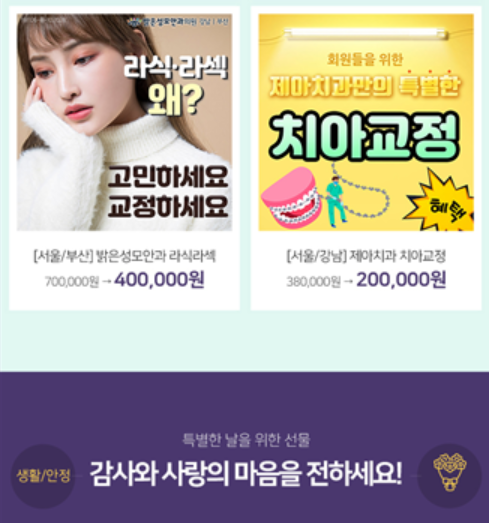 밝은성모안과의원 강남 | 부산
라식·라섹
왜?
고민하세요
교정하세요
[서울/부산] 밝은성모안과 라식라섹
700,000원 → 400,000원
회원들을 위한
제아치과만의 특별한
치아교정
혜택
[서울/강남] 제아치과 치아교정
380,000원 → 200,000원
특별한 날을 위한 선물
생활/안정
감사와 사랑의 마음을 전하세요!